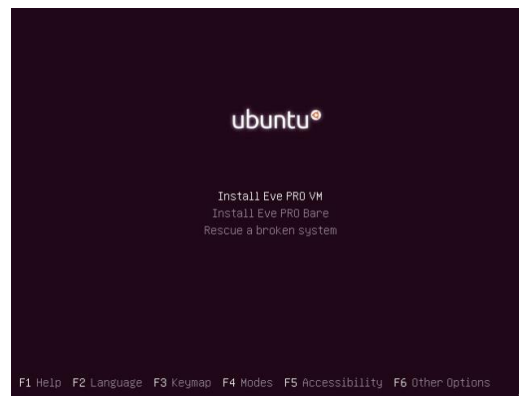 ubuntu
Install Eve PRO VM
Install Eve PRO Bare
Rescue a broken system
F1 Help F2 Language F3 Keymap F4 Modes F5 Accessibility F6 Other Options